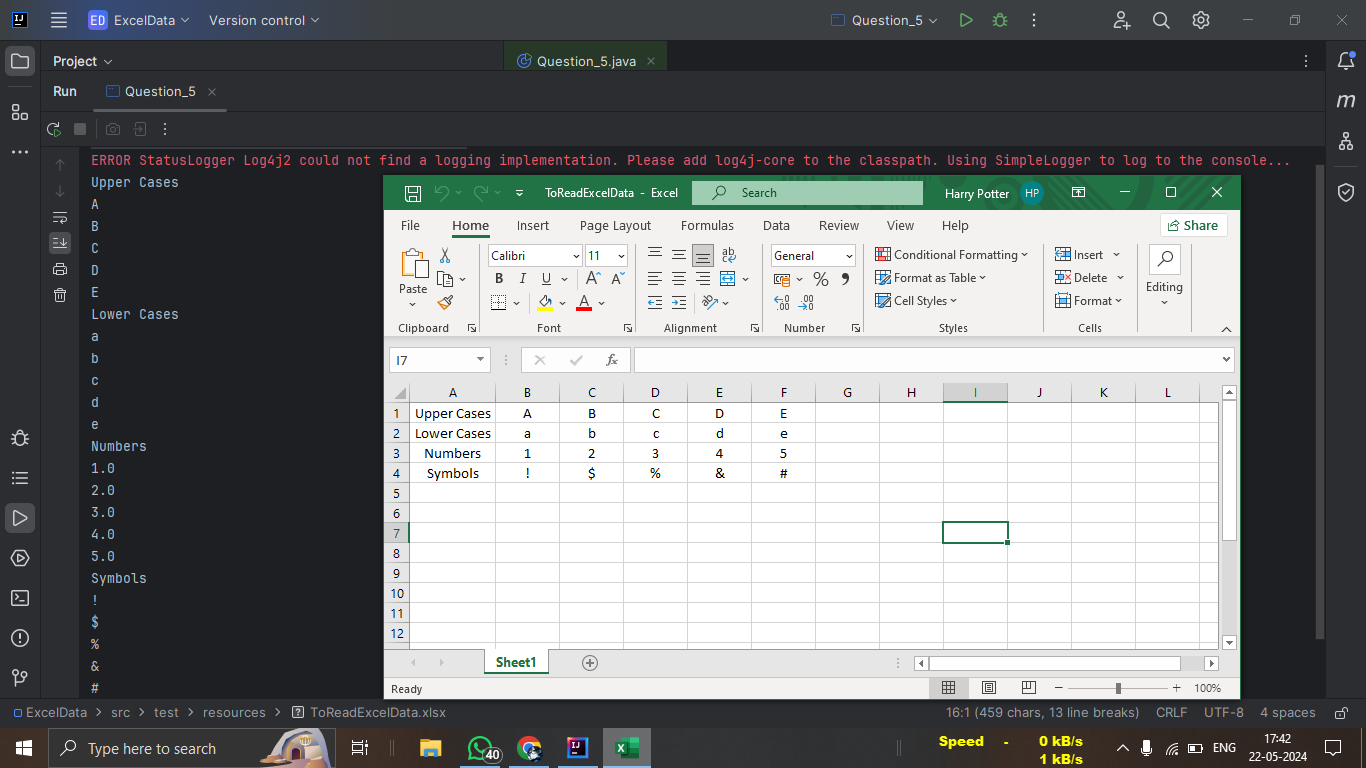 ED ExcelData Version control Question_5
Project Question_5.java
Run Question_5
ERROR StatusLogger Log4j2 could not find a logging implementation. Please add log4j-core to the classpath. Using SimpleLogger to log to the console...
Upper Cases
A
B
C
D
E
Lower Cases
a
b
c
d
e
Numbers
1.0
2.0
3.0
4.0
5.0
Symbols
!
$
%
&
#
ToReadExcelData - Excel Search Harry Potter HP
File Home Insert Page Layout Formulas Data Review View Help Share
Paste Calibri 11 General Conditional Formatting Insert
B I U A A % Format as Table Delete
A Cell Styles Format Editing
Clipboard Font Alignment Number Styles Cells
I7 fx
A B C D E F G H I J K L
1 Upper Cases A B C D E
2 Lower Cases a b c d e
3 Numbers 1 2 3 4 5
4 Symbols ! $ % & #
5
6
7
8
9
10
11
12
Sheet1
Ready 100%
ExcelData > src > test > resources > ToReadExcelData.xlsx 16:1 (459 chars, 13 line breaks) CRLF UTF-8 4 spaces
Type here to search 40 Speed - 0 kB/s ENG 17:42
1 kB/s 22-05-2024